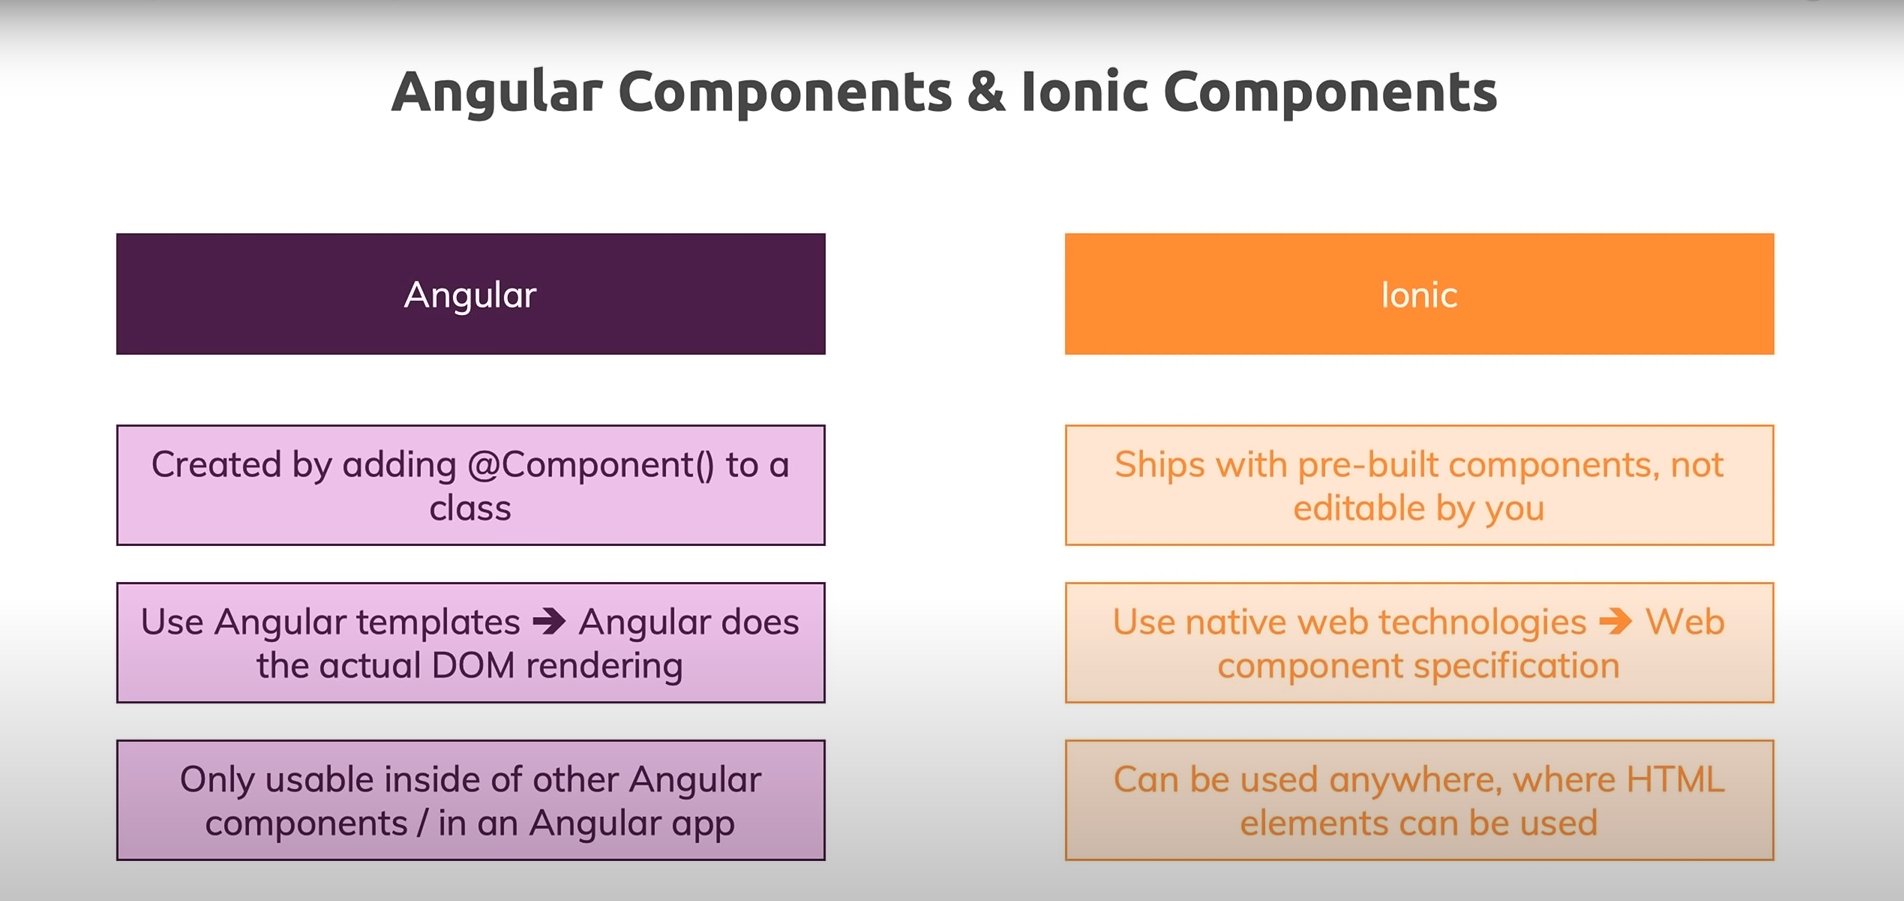 Angular Components & Ionic Components
Angular
Created by adding @Component() to a
class
Use Angular templates ➔ Angular does
the actual DOM rendering
Only usable inside of other Angular
components / in an Angular app
Ionic
Ships with pre-built components, not
editable by you
Use native web technologies ➔ Web
component specification
Can be used anywhere, where HTML
elements can be used